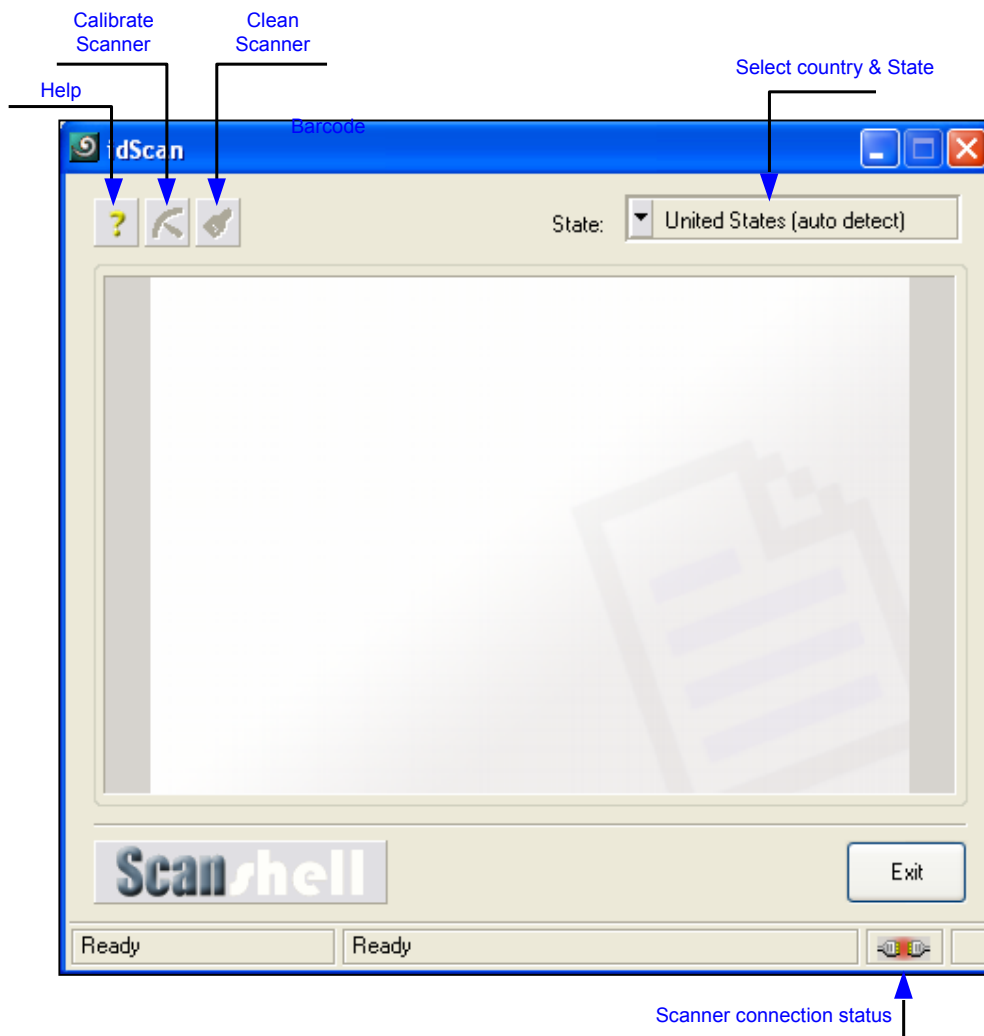 Calibrate
Scanner
Clean
Scanner
Select country & State
Help
Barcode
idScan
?
State:
United States (auto detect)
Scanshell
Exit
Ready
Ready
Scanner connection status